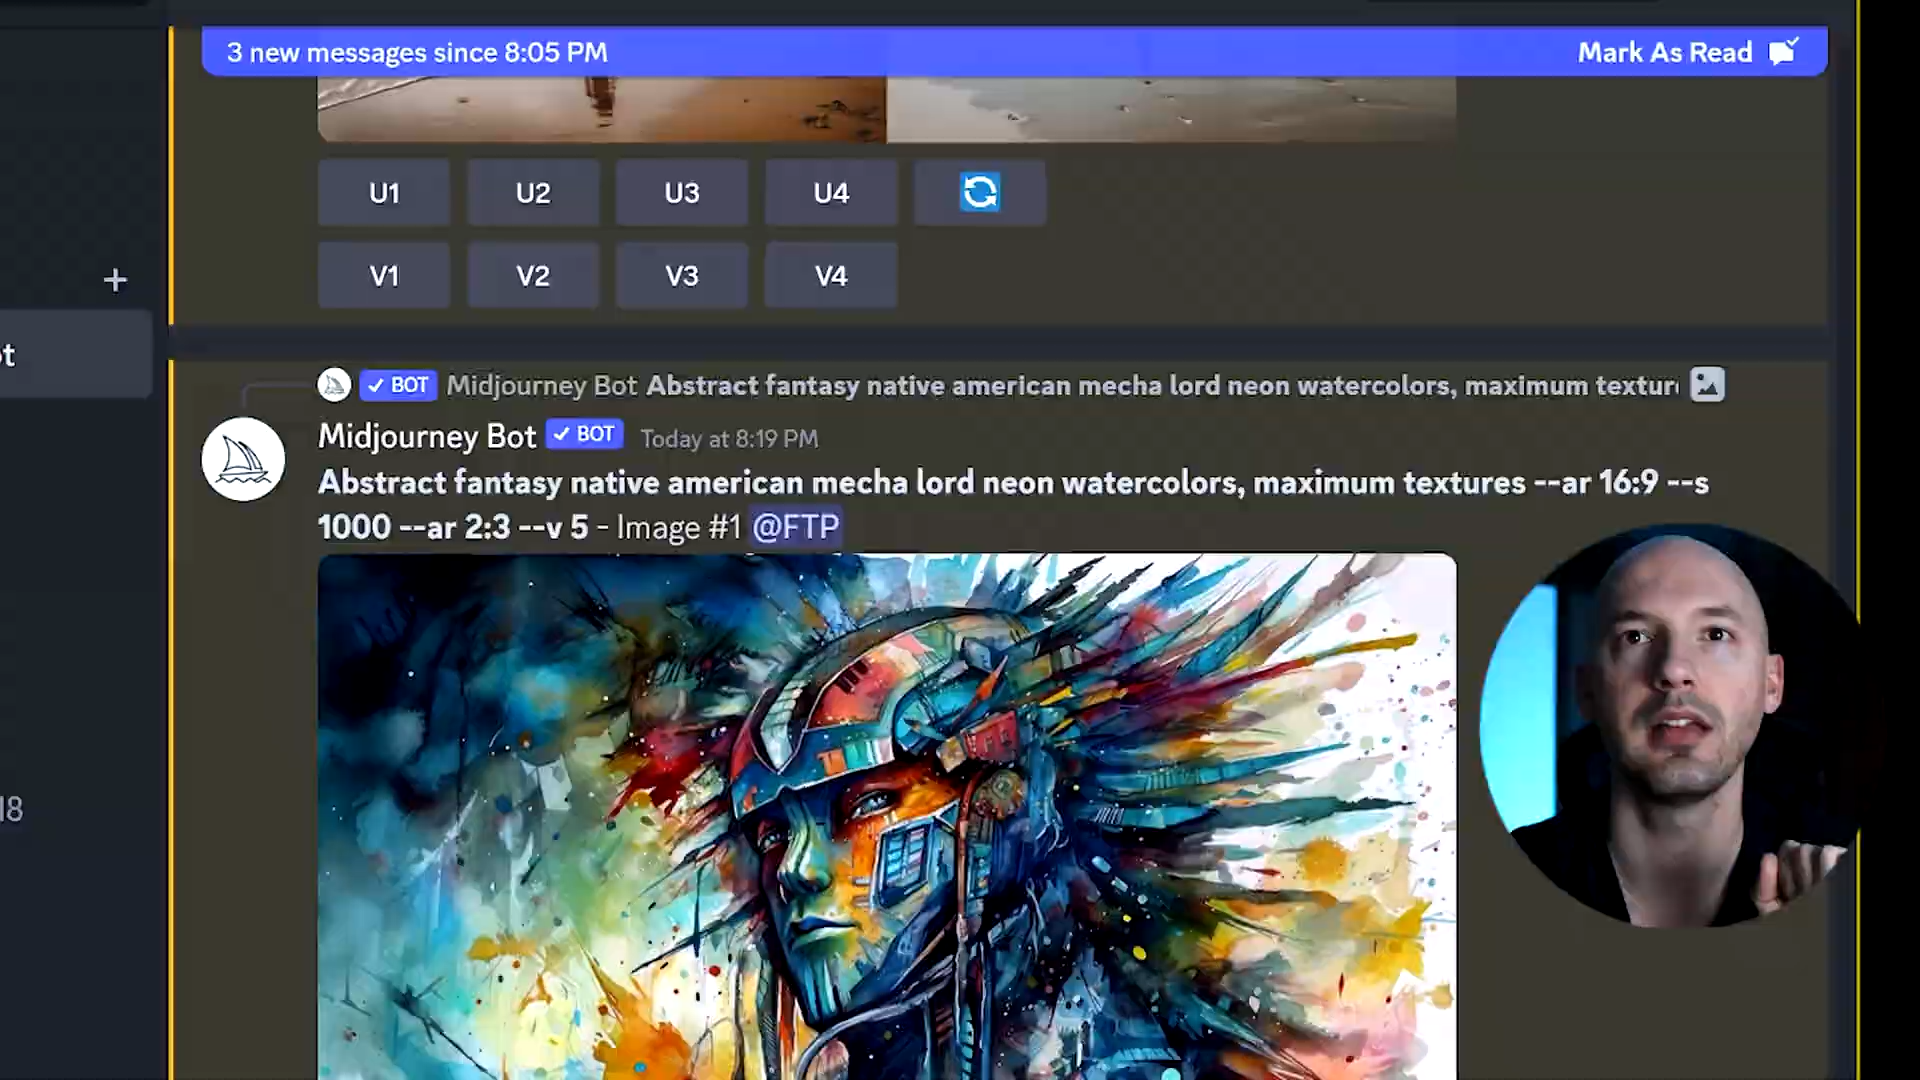 3 new messages since 8:05 PM
Mark As Read
U1 U2 U3 U4
V1 V2 V3 V4
+
ot
BOT Midjourney Bot Abstract fantasy native american mecha lord neon watercolors, maximum textur
Midjourney Bot BOT Today at 8:19 PM
Abstract fantasy native american mecha lord neon watercolors, maximum textures --ar 16:9 --s
1000 --ar 2:3 --v 5 - Image #1 @FTP
18